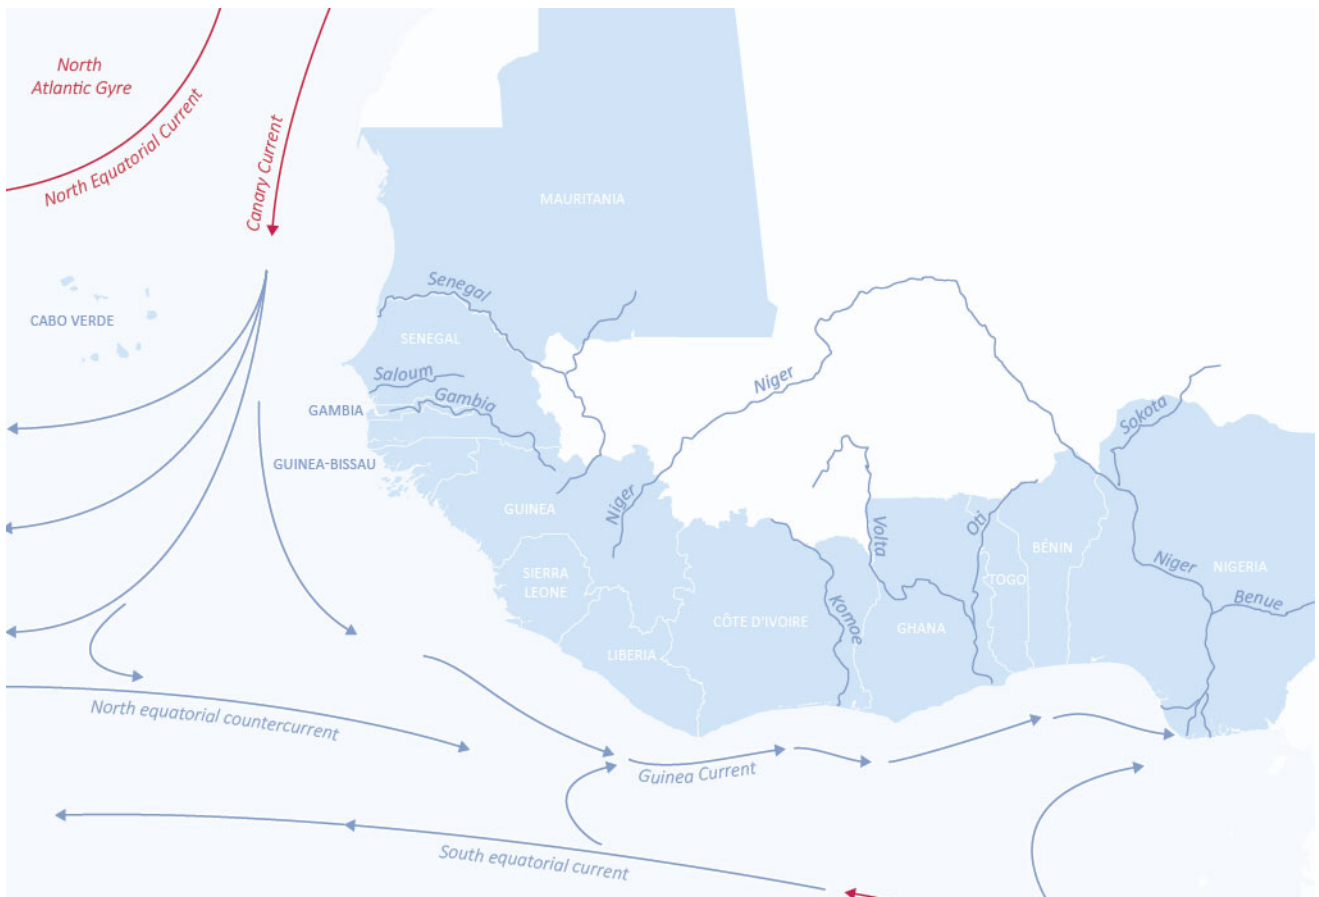 North
Atlantic Gyre
North Equatorial Current
Canary Current
MAURITANIA
CABO VERDE
Senegal
SENEGAL
Saloum
Gambia
GAMBIA
GUINEA-BISSAU
Niger
Sokota
GUINEA
Niger
Volta
Oti
BÉNIN
Niger
NIGERIA
SIERRA
LEONE
TOGO
Benue
Komoe
CÔTE D'IVOIRE
GHANA
LIBERIA
North equatorial countercurrent
Guinea Current
South equatorial current